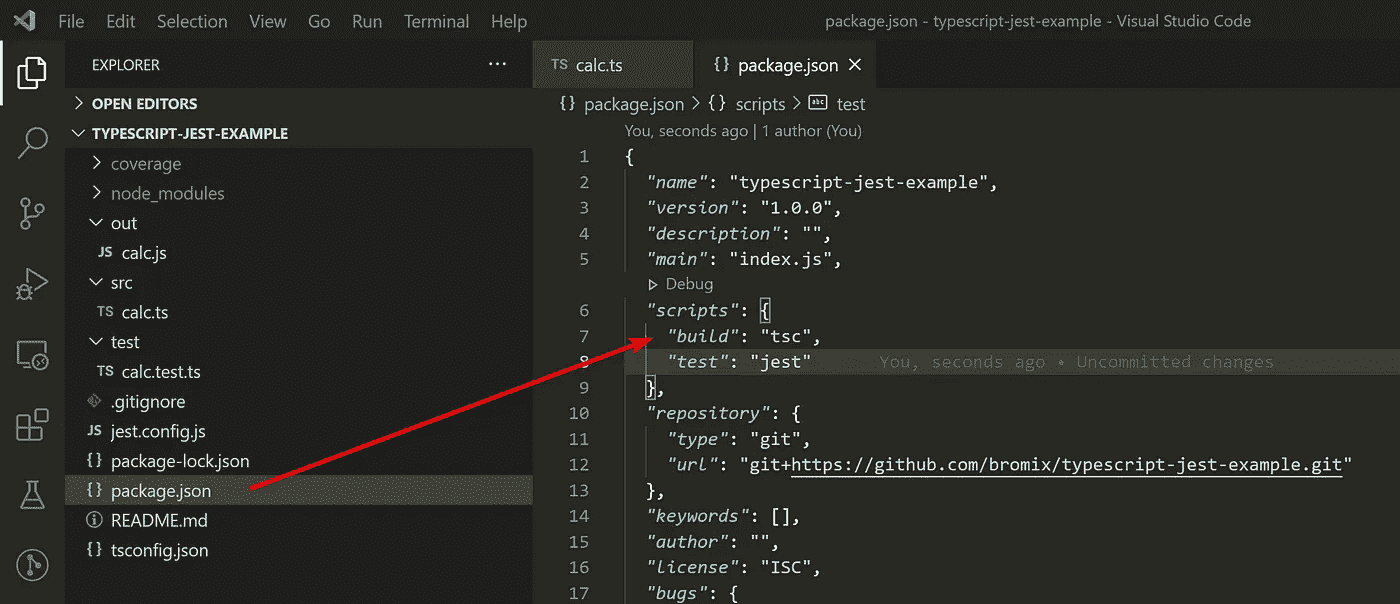 File Edit Selection View Go Run Terminal Help
package.json - typescript-jest-example - Visual Studio Code
EXPLORER
OPEN EDITORS
TYPESCRIPT-JEST-EXAMPLE
coverage
node_modules
out
JS calc.js
src
TS calc.ts
test
TS calc.test.ts
.gitignore
JS jest.config.js
{} package-lock.json
{} package.json
README.md
{} tsconfig.json
TS calc.ts
{} package.json
{} package.json > {} scripts > abc test
You, seconds ago | 1 author (You)
1 {
2 "name": "typescript-jest-example",
3 "version": "1.0.0",
4 "description": "",
5 "main": "index.js",
Debug
6 "scripts": {
7 "build": "tsc",
8 "test": "jest" You, seconds ago • Uncommitted changes
9 },
10 "repository": {
11 "type": "git",
12 "url": "git+https://github.com/bromix/typescript-jest-example.git"
13 },
14 "keywords": [],
15 "author": "",
16 "license": "ISC",
17 "bugs": {